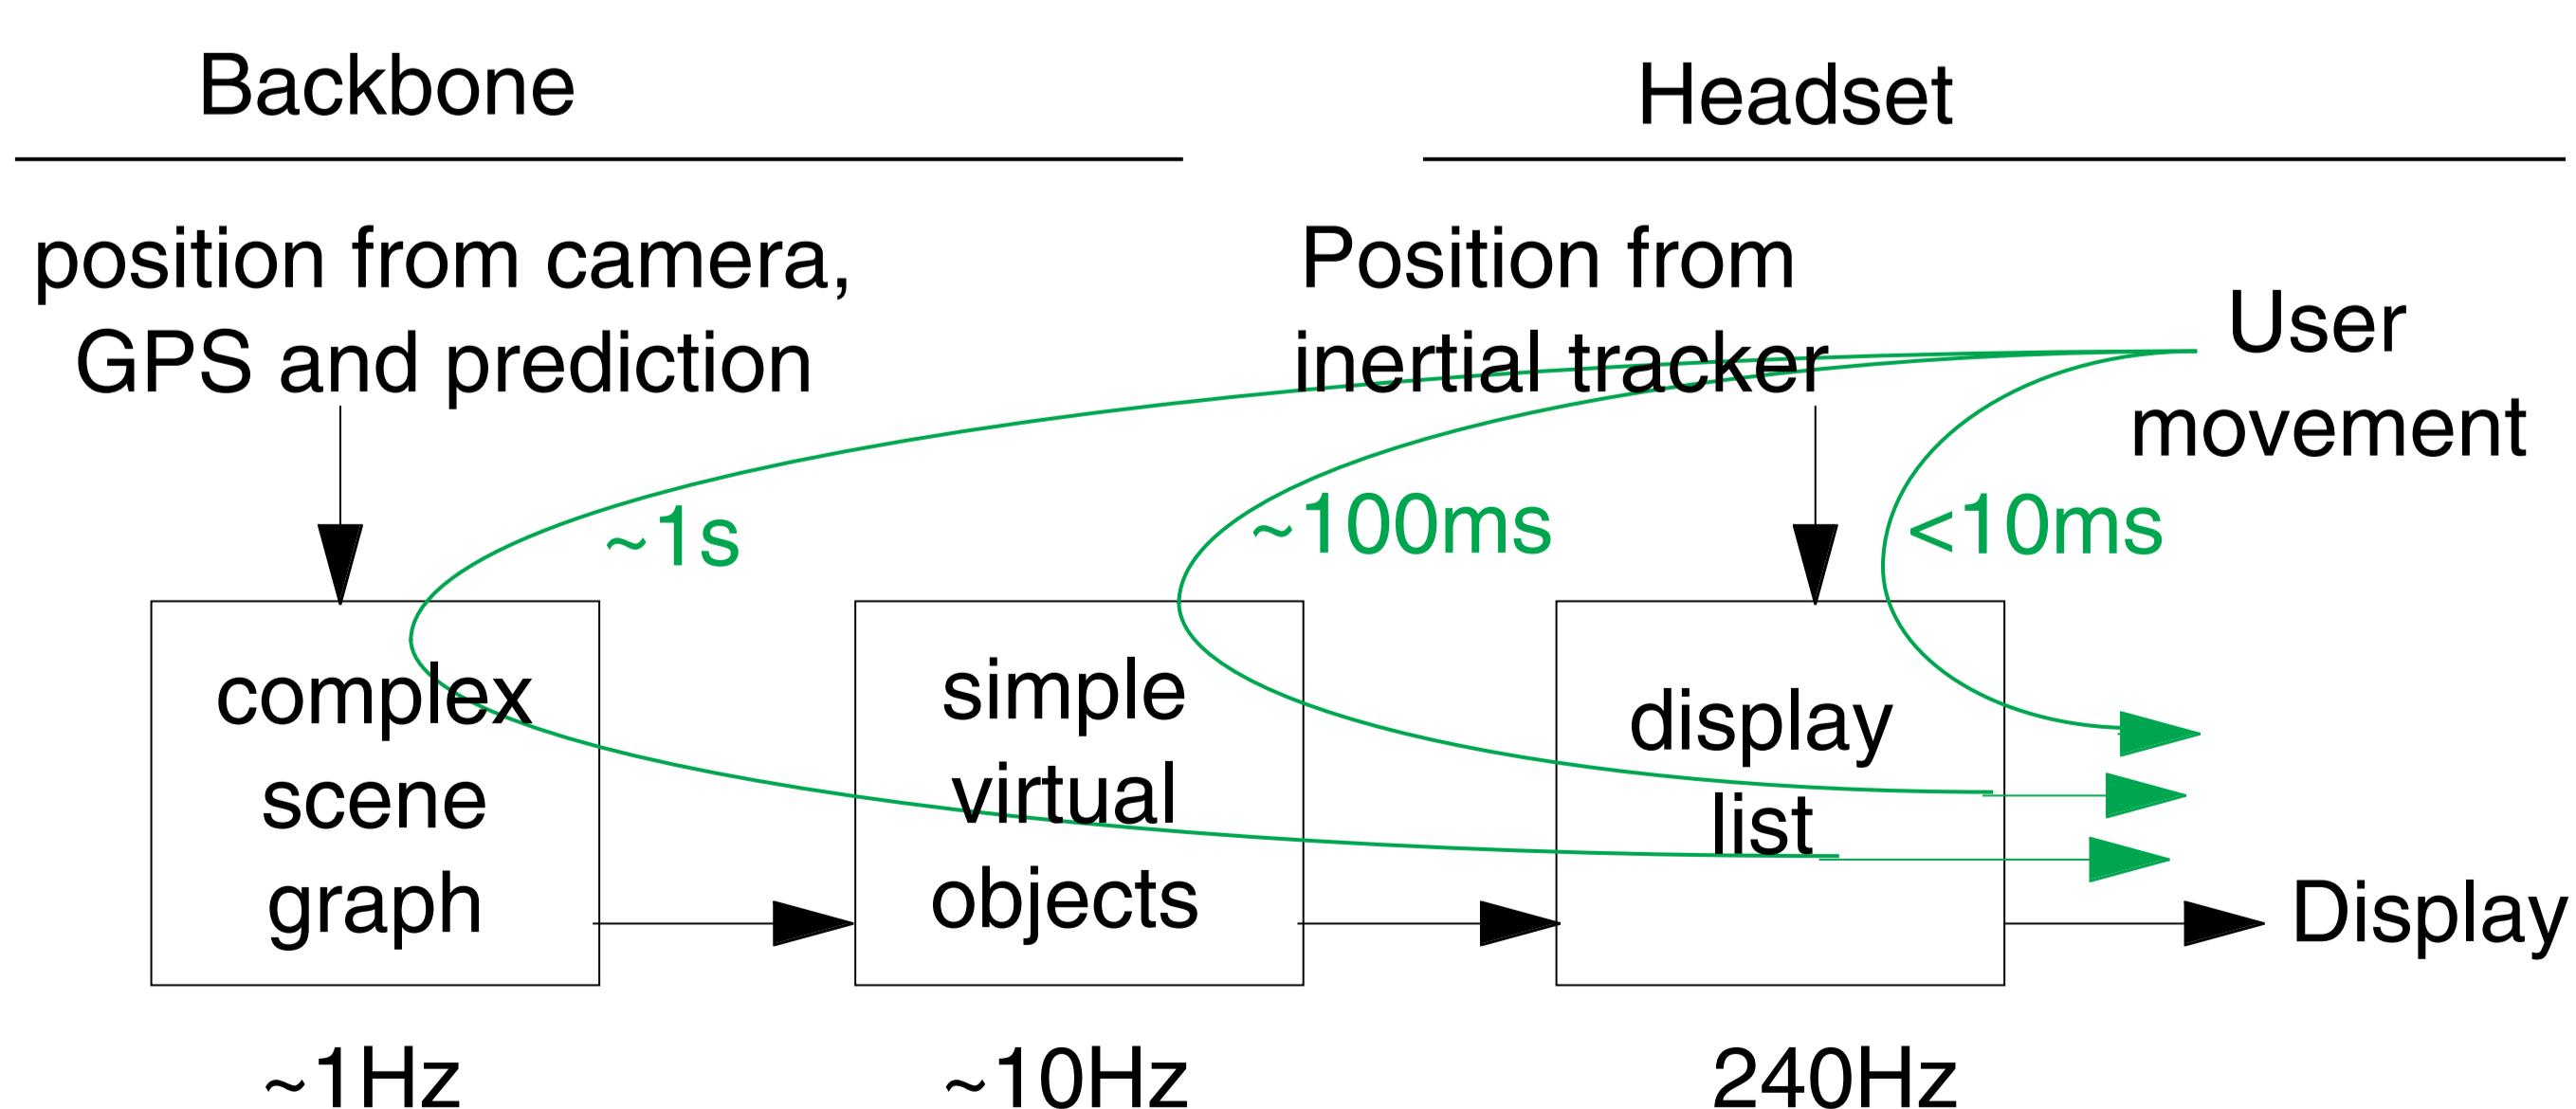 Backbone
Headset
position from camera,
GPS and prediction
Position from
inertial tracker
User
movement
~1s
~100ms
<10ms
complex
scene
graph
simple
virtual
objects
display
list
Display
~1Hz
~10Hz
240Hz